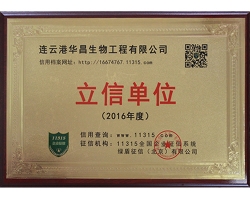 连云港华昌生物工程有限公司
信用档案网址: http://16674767.11315.com
立信单位
(2016年度)
信用查询: www.11315.com
征信机构: 11315全国企业征信系统
绿盾征信(北京)有限公司
11315